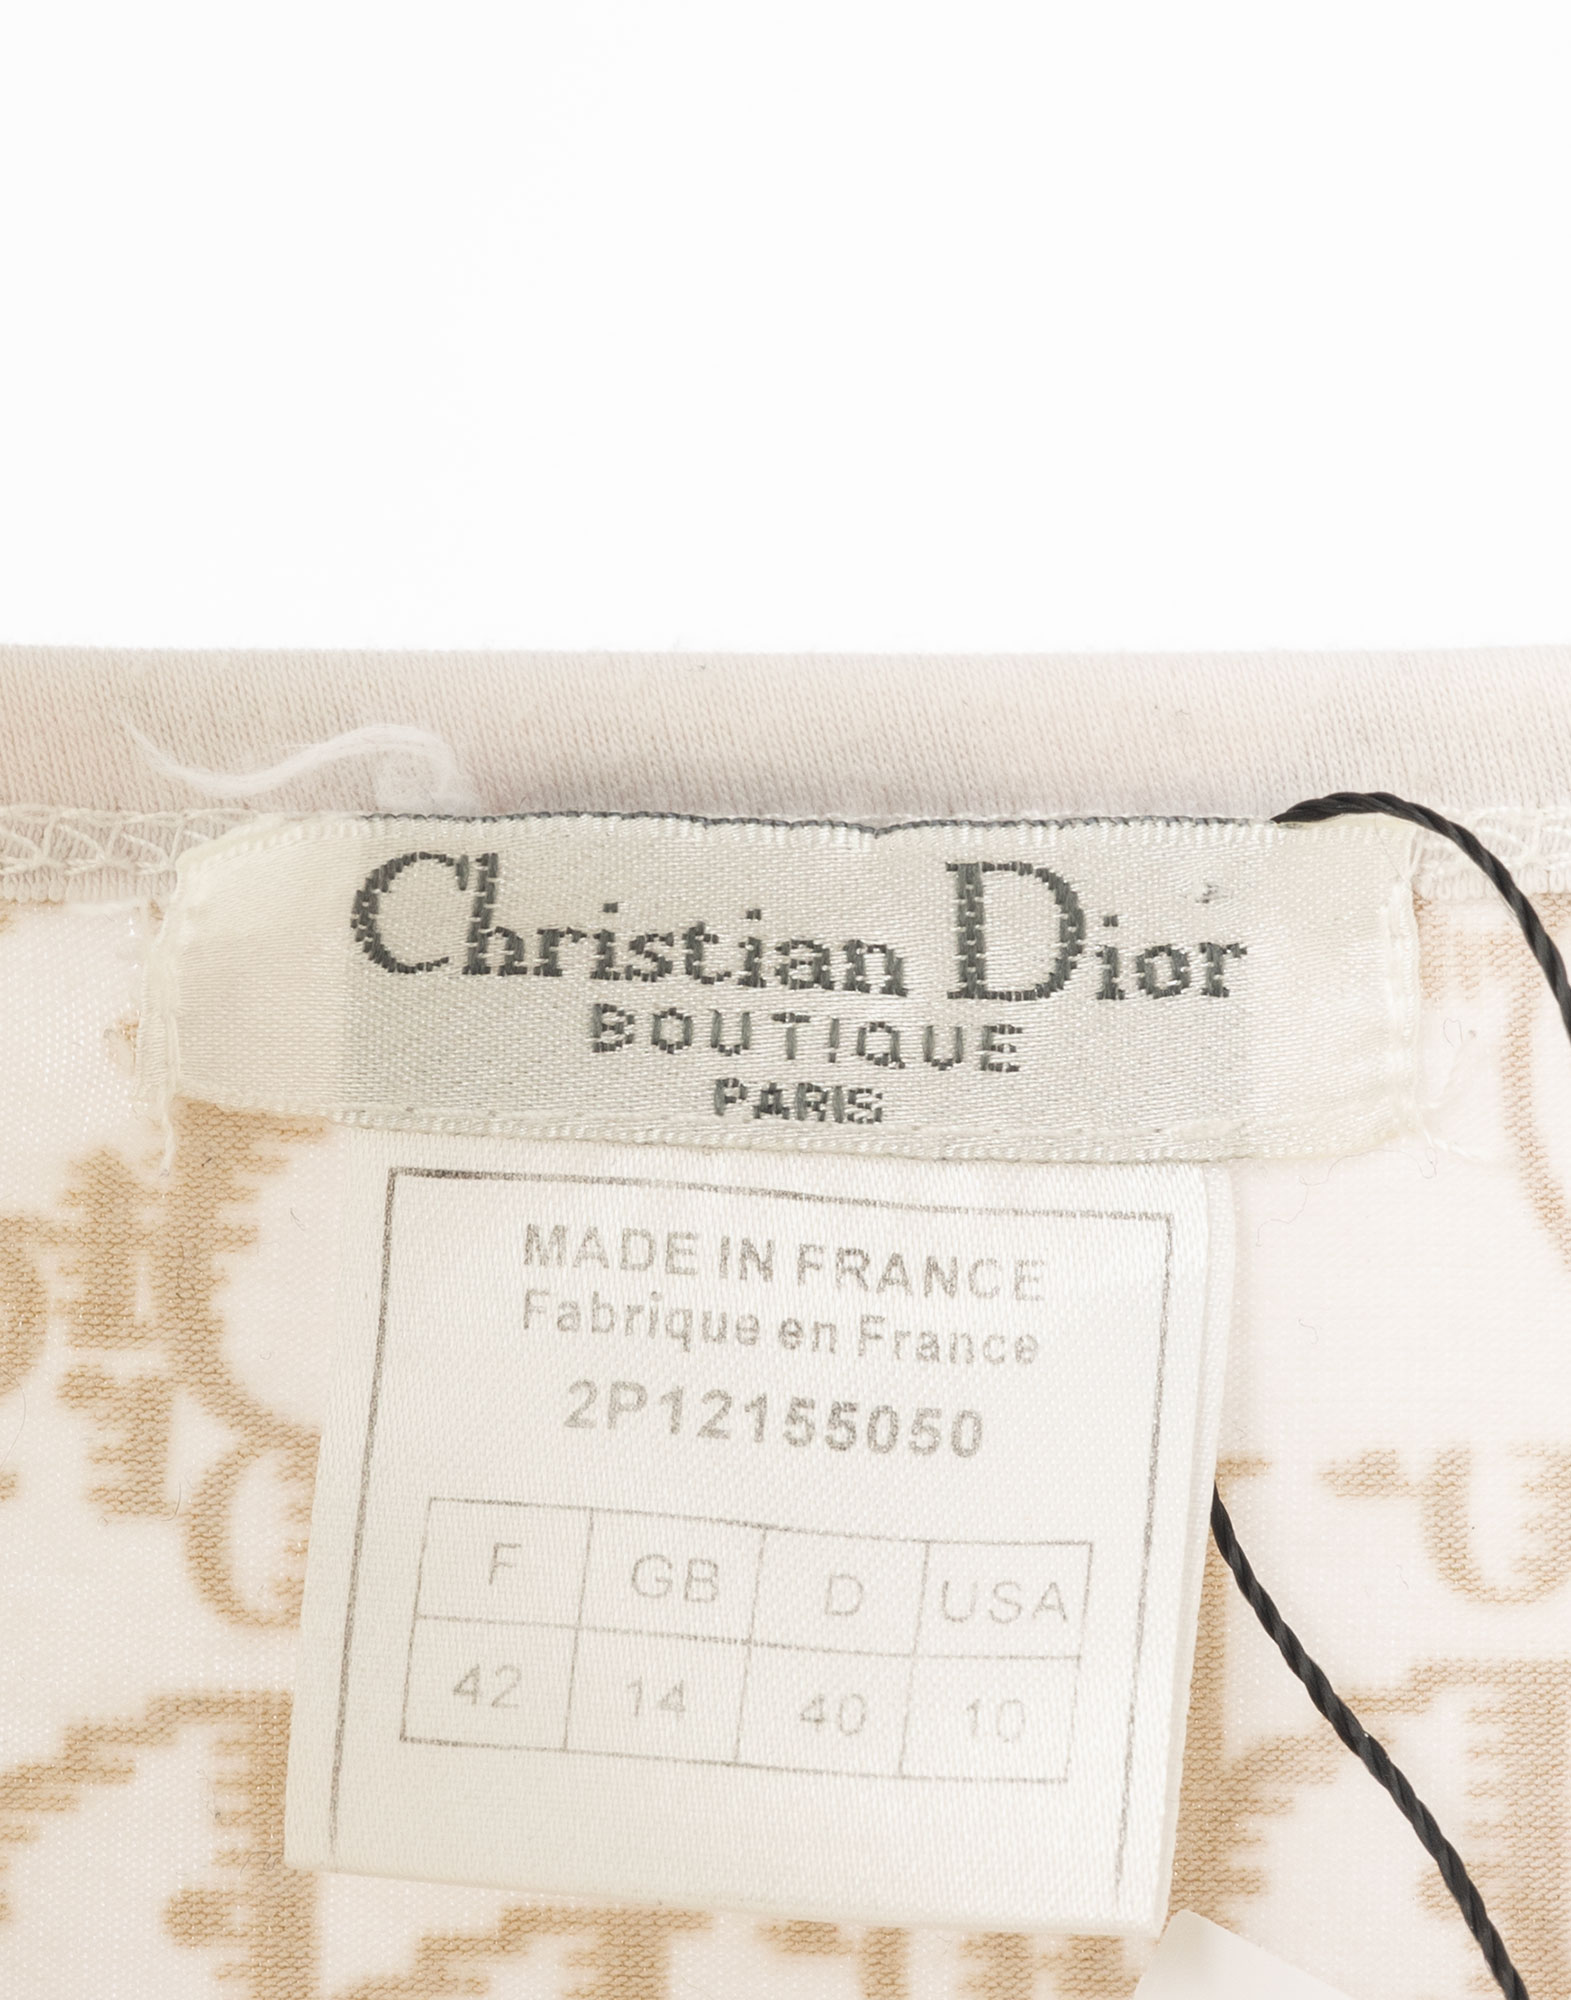 Christian Dior
BOUTIQUE
PARIS
MADE IN FRANCE
Fabrique en France
2P12155050
F GB D USA
42 14 40 10